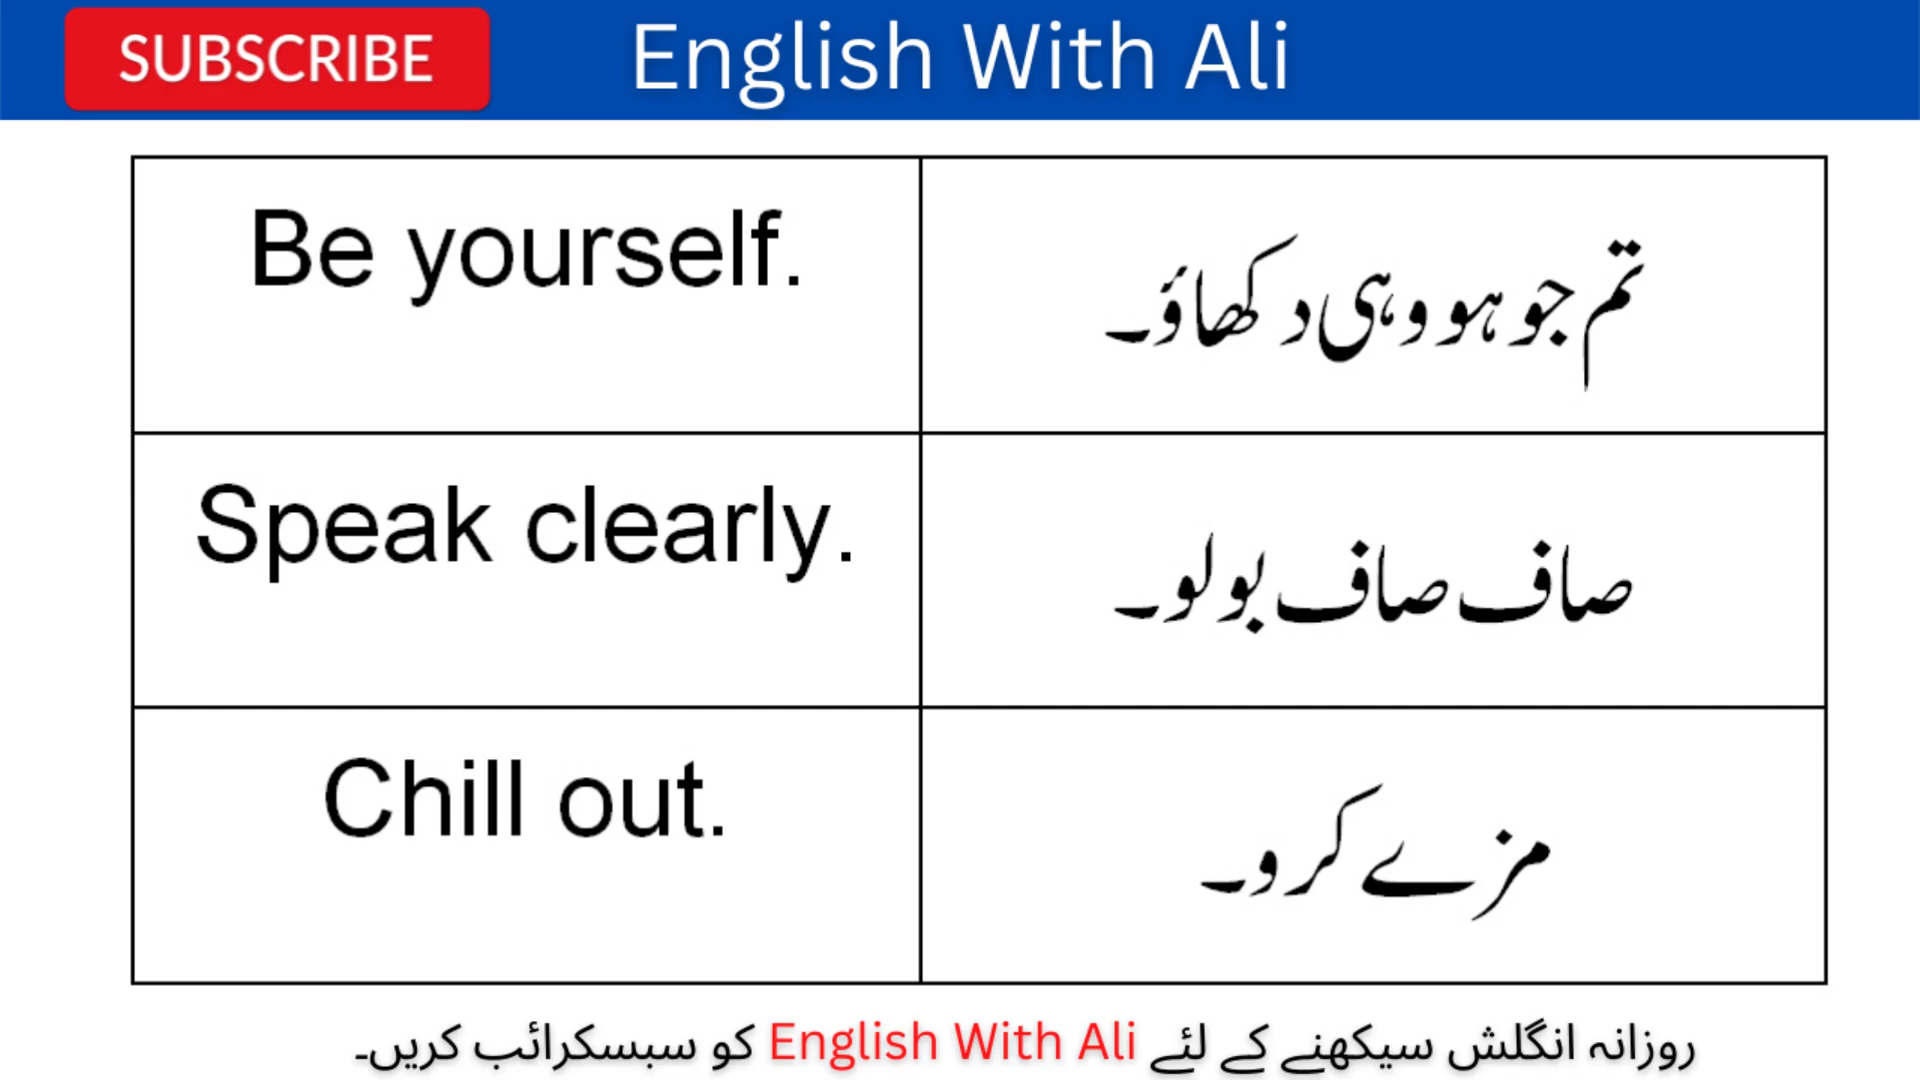 SUBSCRIBE
English With Ali
Be yourself.
تم جو ہو وہی دکھاؤ۔
Speak clearly.
صاف صاف بولو۔
Chill out.
مزے کرو۔
روزانہ انگلش سیکھنے کے لئے English With Ali کو سبسکرائب کریں۔